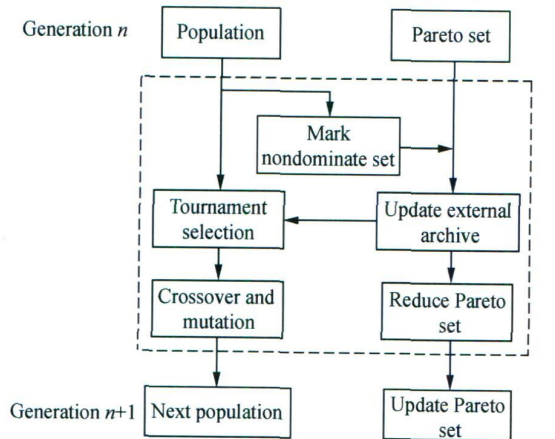 Generation n
Population
Pareto set
Mark
nondominate set
Tournament
selection
Update external
archive
Crossover and
mutation
Reduce Pareto
set
Generation n+1
Next population
Update Pareto
set